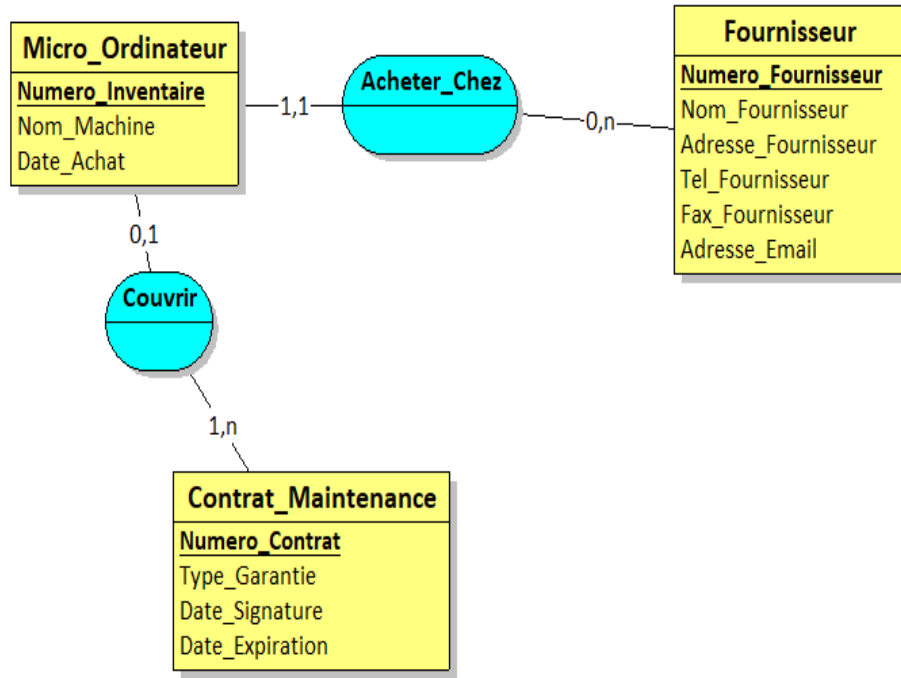 Micro_Ordinateur
Numero_Inventaire
Nom_Machine
Date_Achat
1,1
Acheter_Chez
0,n
Fournisseur
Numero_Fournisseur
Nom_Fournisseur
Adresse_Fournisseur
Tel_Fournisseur
Fax_Fournisseur
Adresse_Email
0,1
Couvrir
1,n
Contrat_Maintenance
Numero_Contrat
Type_Garantie
Date_Signature
Date_Expiration